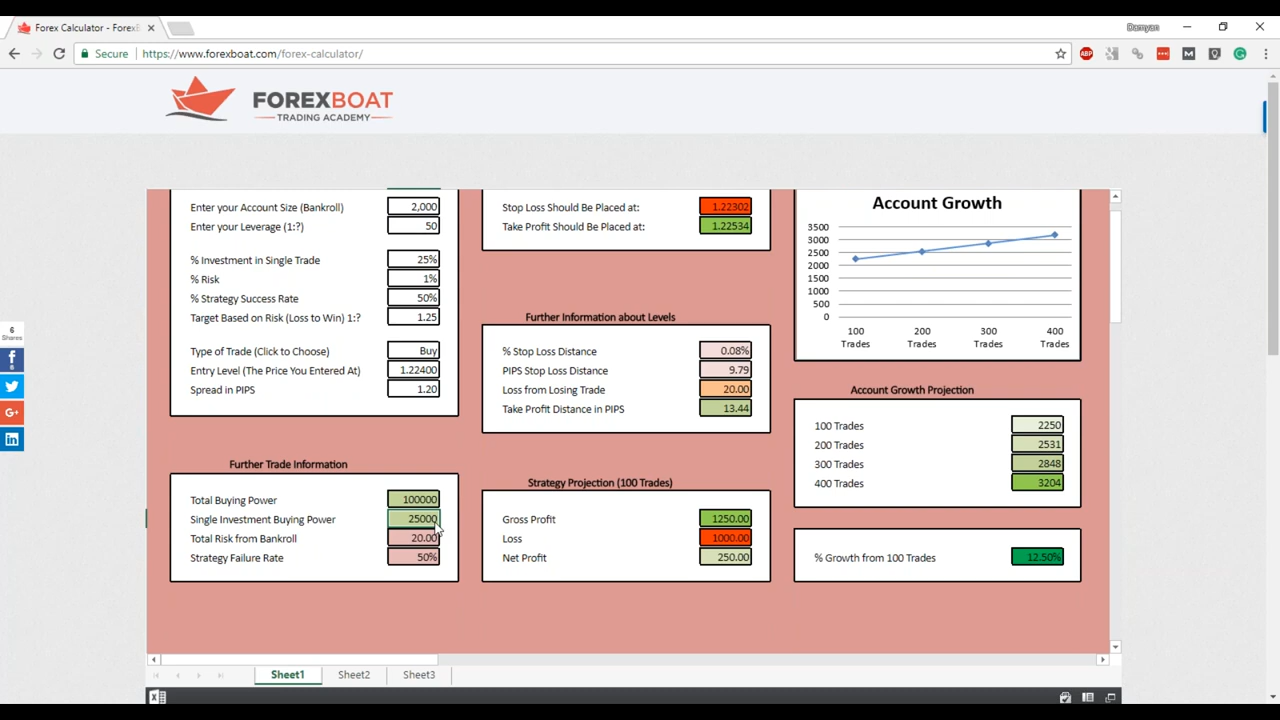 Forex Calculator - ForexB
Damyan
Secure
https://www.forexboat.com/forex-calculator/
ABP
FOREXBOAT
TRADING ACADEMY
6
Shares
Enter your Account Size (Bankroll) 2,000
Enter your Leverage (1:?) 50
% Investment in Single Trade 25%
% Risk 1%
% Strategy Success Rate 50%
Target Based on Risk (Loss to Win) 1:? 1.25
Type of Trade (Click to Choose) Buy
Entry Level (The Price You Entered At) 1.22400
Spread in PIPS 1.20
Further Trade Information
Total Buying Power 100000
Single Investment Buying Power 25000
Total Risk from Bankroll 20.00
Strategy Failure Rate 50%
Stop Loss Should Be Placed at: 1.22302
Take Profit Should Be Placed at: 1.22534
Further Information about Levels
% Stop Loss Distance 0.08%
PIPS Stop Loss Distance 9.79
Loss from Losing Trade 20.00
Take Profit Distance in PIPS 13.44
Strategy Projection (100 Trades)
Gross Profit 1250.00
Loss 1000.00
Net Profit 250.00
Account Growth
3500
3000
2500
2000
1500
1000
500
0
100 200 300 400
Trades Trades Trades Trades
Account Growth Projection
100 Trades 2250
200 Trades 2531
300 Trades 2848
400 Trades 3204
% Growth from 100 Trades 12.50%
Sheet1 Sheet2 Sheet3